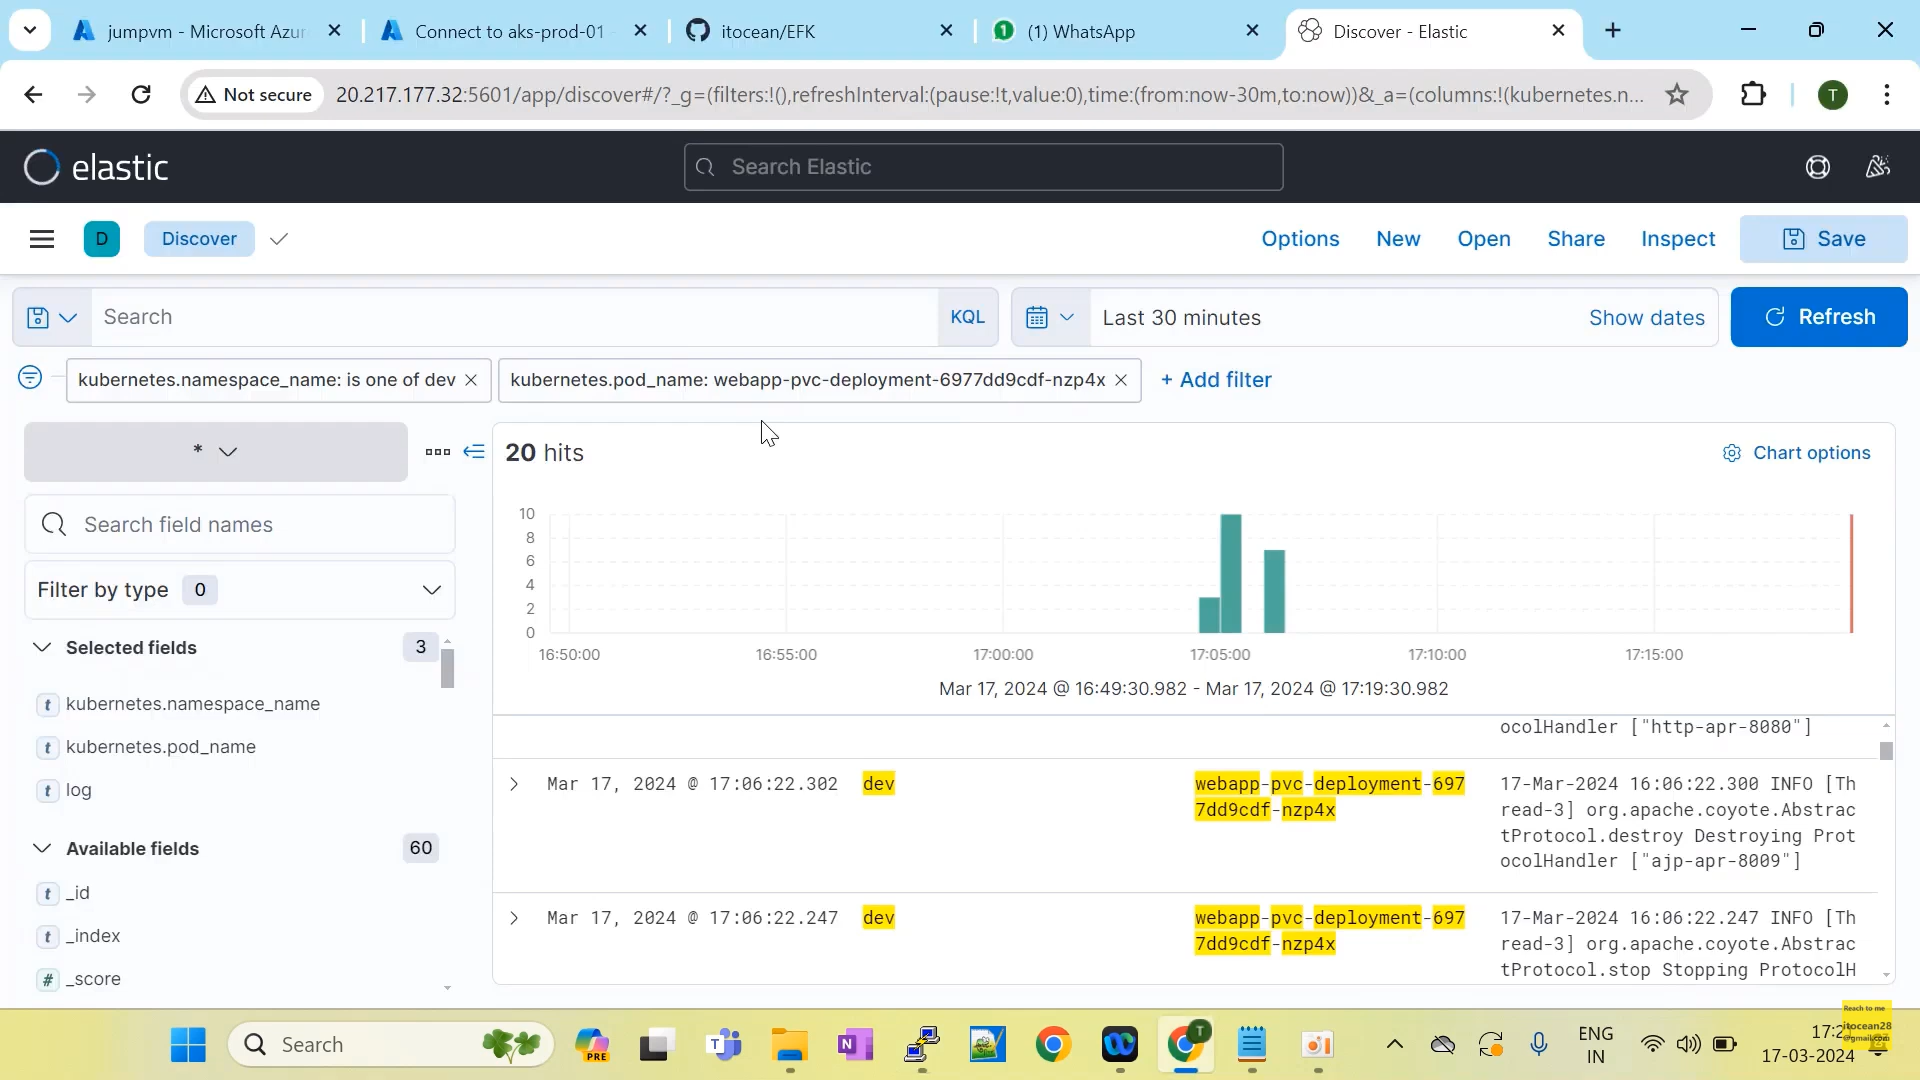 jumpvm - Microsoft Azur
Connect to aks-prod-01
itocean/EFK
(1) WhatsApp
Discover - Elastic
Not secure
20.217.177.32:5601/app/discover#/?_g=(filters:!(),refreshInterval:(pause:!t,value:0),time:(from:now-30m,to:now))&_a=(columns:!(kubernetes.n...
T
elastic
Search Elastic
D
Discover
Options
New
Open
Share
Inspect
Save
Search
KQL
Last 30 minutes
Show dates
Refresh
kubernetes.namespace_name: is one of dev
kubernetes.pod_name: webapp-pvc-deployment-6977dd9cdf-nzp4x
+ Add filter
*
20 hits
Chart options
Search field names
Filter by type 0
Selected fields 3
kubernetes.namespace_name
kubernetes.pod_name
log
Available fields 60
_id
_index
_score
10
8
6
4
2
0
16:50:00
16:55:00
17:00:00
17:05:00
17:10:00
17:15:00
Mar 17, 2024 @ 16:49:30.982 - Mar 17, 2024 @ 17:19:30.982
ocolHandler ["http-apr-8080"]
Mar 17, 2024 @ 17:06:22.302
dev
webapp-pvc-deployment-697
7dd9cdf-nzp4x
17-Mar-2024 16:06:22.300 INFO [Th
read-3] org.apache.coyote.Abstrac
tProtocol.destroy Destroying Prot
ocolHandler ["ajp-apr-8009"]
Mar 17, 2024 @ 17:06:22.247
dev
webapp-pvc-deployment-697
7dd9cdf-nzp4x
17-Mar-2024 16:06:22.247 INFO [Th
read-3] org.apache.coyote.Abstrac
tProtocol.stop Stopping ProtocolH
Search
PRE
ENG
IN
17-03-2024
Reach to me
itocean28
@gmail.com